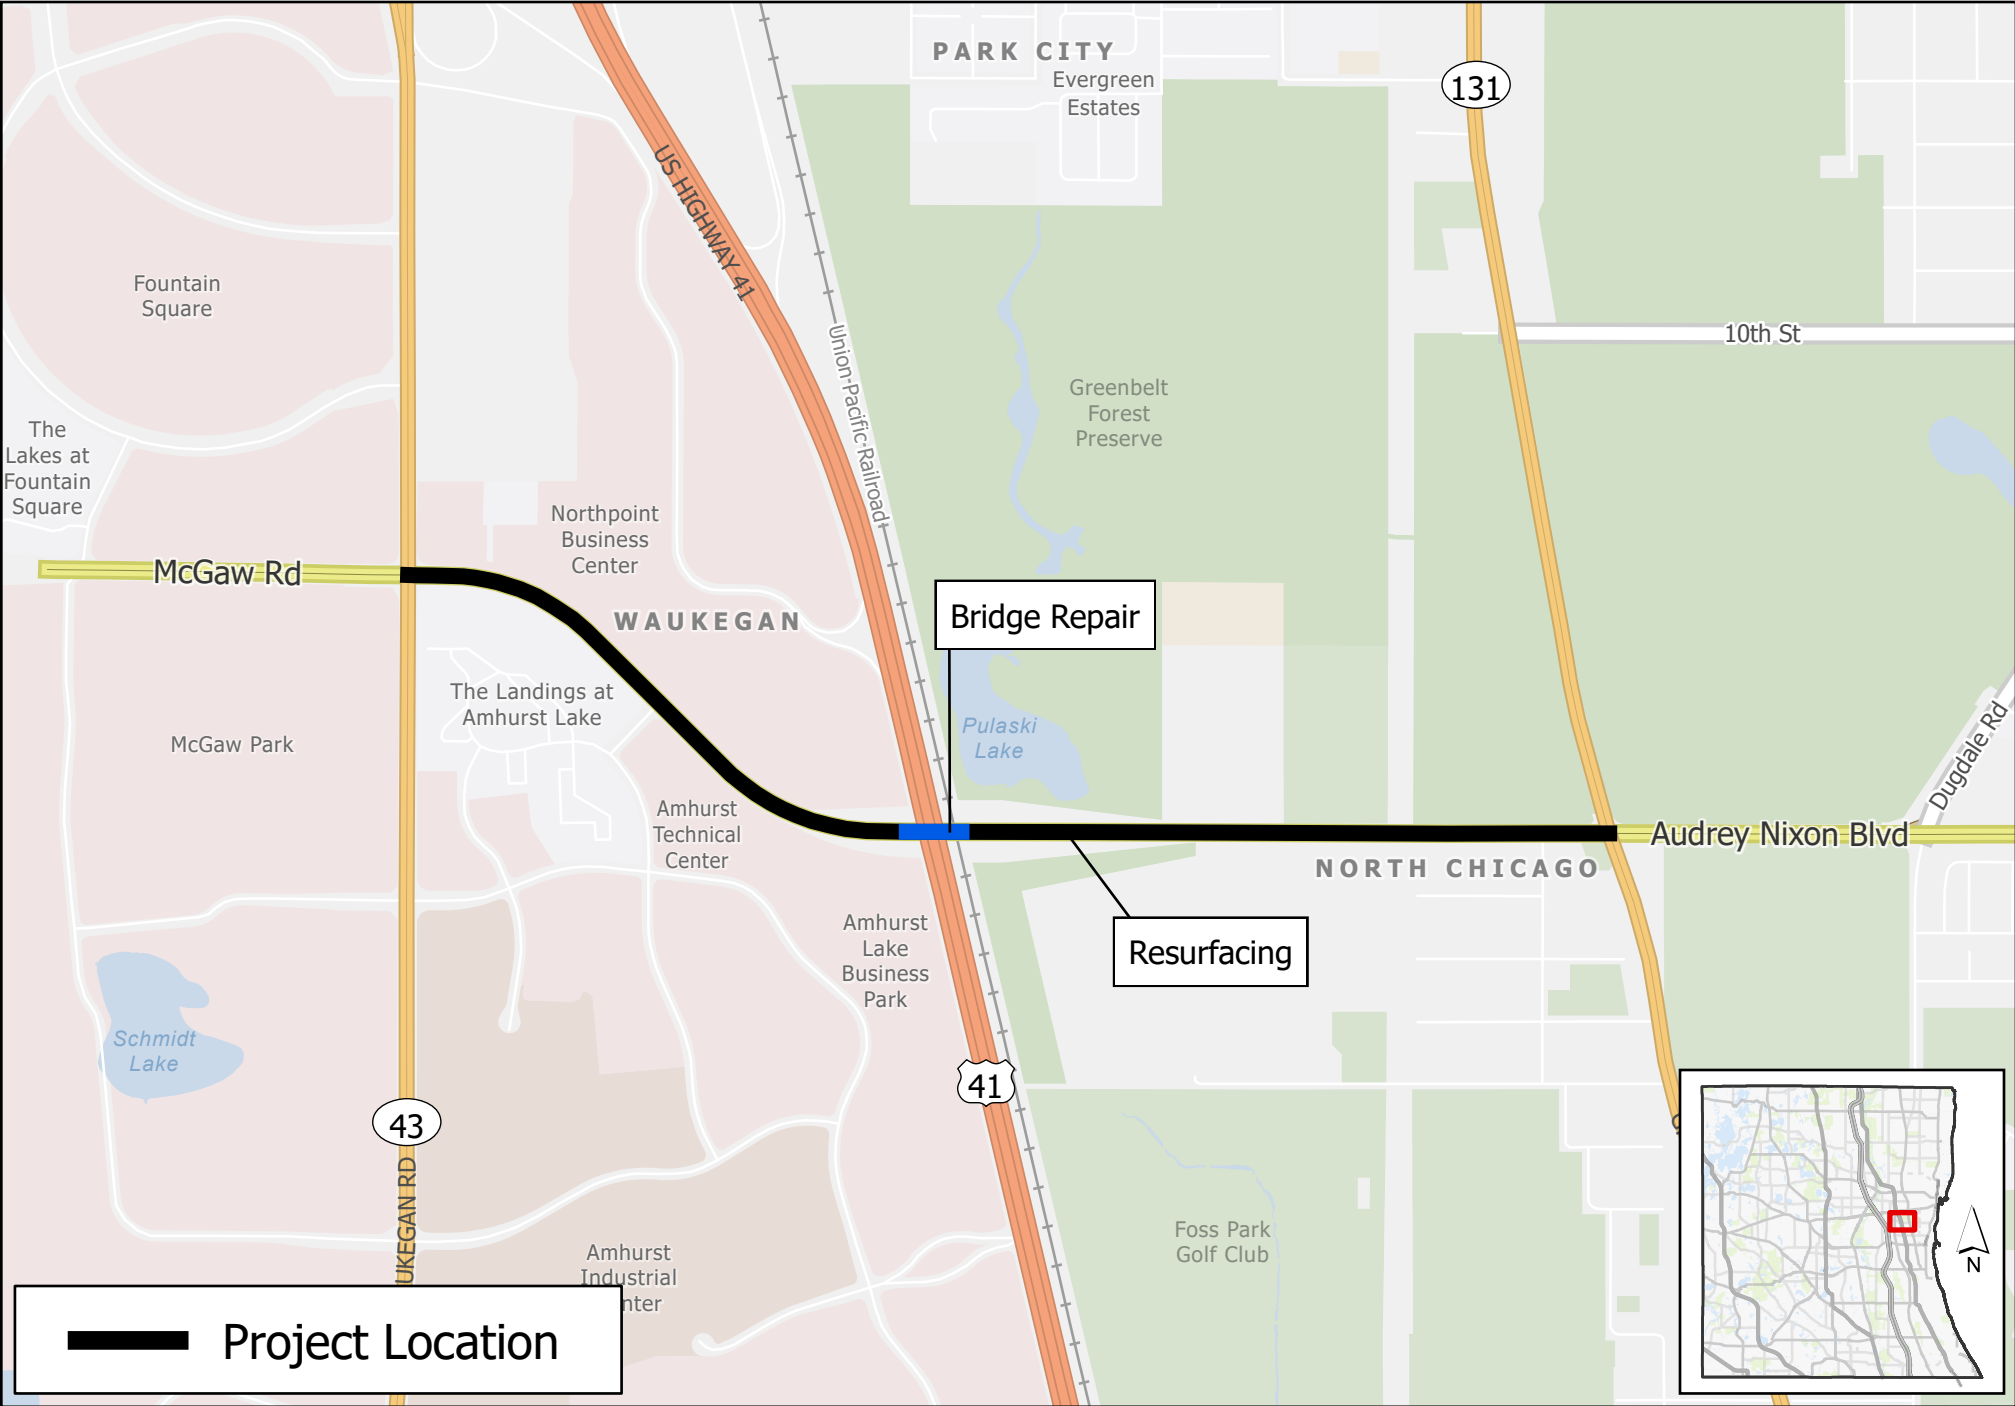 PARK CITY
Evergreen
Estates
131
US HIGHWAY 41
Union Pacific Railroad
Fountain
Square
10th St
Greenbelt
Forest
Preserve
The
Lakes at
Fountain
Square
Northpoint
Business
Center
McGaw Rd
WAUKEGAN
Bridge Repair
The Landings at
Amhurst Lake
Pulaski
Lake
McGaw Park
Dugdale Rd
Amhurst
Technical
Center
Audrey Nixon Blvd
NORTH CHICAGO
Amhurst
Lake
Business
Park
Resurfacing
Schmidt
Lake
41
43
UKEGAN RD
Foss Park
Golf Club
Amhurst
Industrial
nter
N
Project Location